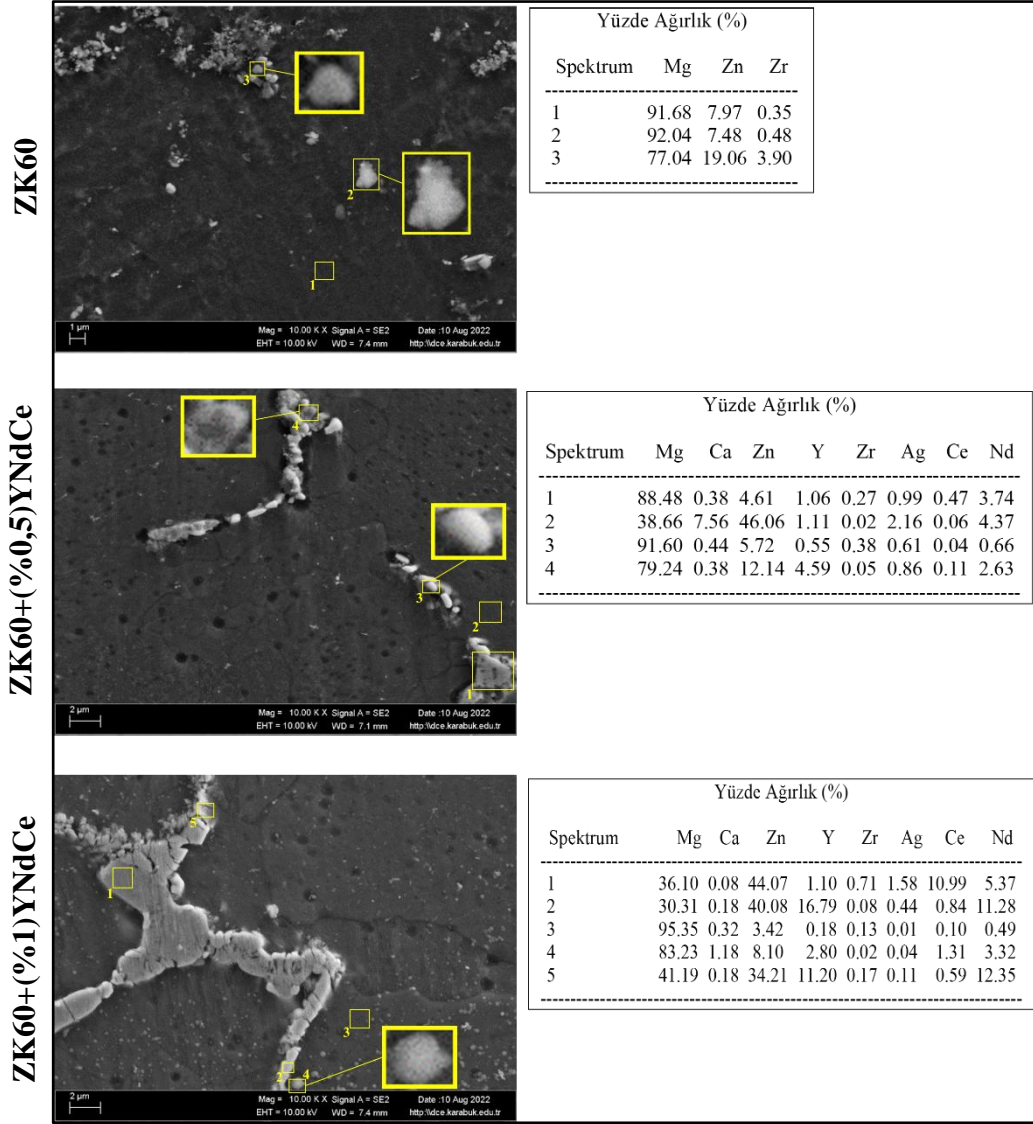 ZK60
3
2
1
1 µm
Mag = 10.00 K X Signal A = SE2 Date :10 Aug 2022
EHT = 10.00 kV WD = 7.4 mm http:\\dce.karabuk.edu.tr
Yüzde Ağırlık (%)
Spektrum Mg Zn Zr
1 91.68 7.97 0.35
2 92.04 7.48 0.48
3 77.04 19.06 3.90
ZK60+(%0,5)YNdCe
4
3
2
1
2 µm
Mag = 10.00 K X Signal A = SE2 Date :10 Aug 2022
EHT = 10.00 kV WD = 7.1 mm http:\\dce.karabuk.edu.tr
Yüzde Ağırlık (%)
Spektrum Mg Ca Zn Y Zr Ag Ce Nd
1 88.48 0.38 4.61 1.06 0.27 0.99 0.47 3.74
2 38.66 7.56 46.06 1.11 0.02 2.16 0.06 4.37
3 91.60 0.44 5.72 0.55 0.38 0.61 0.04 0.66
4 79.24 0.38 12.14 4.59 0.05 0.86 0.11 2.63
ZK60+(%1)YNdCe
5
1
3
2 4
2 µm
Mag = 10.00 K X Signal A = SE2 Date :10 Aug 2022
EHT = 10.00 kV WD = 7.4 mm http:\\dce.karabuk.edu.tr
Yüzde Ağırlık (%)
Spektrum Mg Ca Zn Y Zr Ag Ce Nd
1 36.10 0.08 44.07 1.10 0.71 1.58 10.99 5.37
2 30.31 0.18 40.08 16.79 0.08 0.44 0.84 11.28
3 95.35 0.32 3.42 0.18 0.13 0.01 0.10 0.49
4 83.23 1.18 8.10 2.80 0.02 0.04 1.31 3.32
5 41.19 0.18 34.21 11.20 0.17 0.11 0.59 12.35